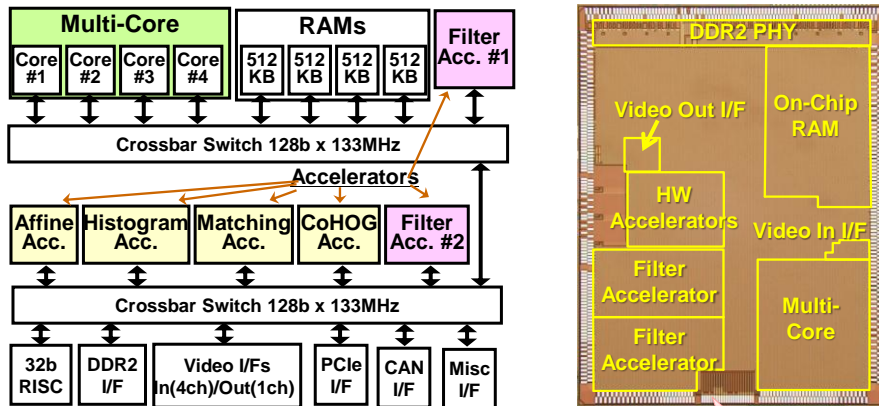 Multi-Core
Core #1
Core #2
Core #3
Core #4
RAMs
512 KB
512 KB
512 KB
512 KB
Filter
Acc. #1
Crossbar Switch 128b x 133MHz
Accelerators
Affine
Acc.
Histogram
Acc.
Matching
Acc.
CoHOG
Acc.
Filter
Acc. #2
Crossbar Switch 128b x 133MHz
32b
RISC
DDR2
I/F
Video I/Fs
In(4ch)/Out(1ch)
PCIe
I/F
CAN
I/F
Misc
I/F
DDR2 PHY
Video Out I/F
On-Chip
RAM
HW
Accelerators
Video In I/F
Filter
Accelerator
Multi-
Core
Filter
Accelerator